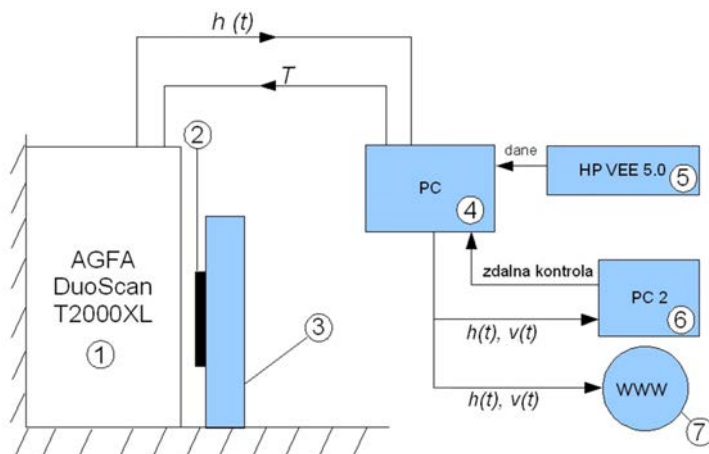 h (t)
T
2
dane
PC
4
HP VEE 5.0
5
AGFA
DuoScan
T2000XL
1
3
zdalna kontrola
PC 2
6
h(t), v(t)
WWW
h(t), v(t)
7